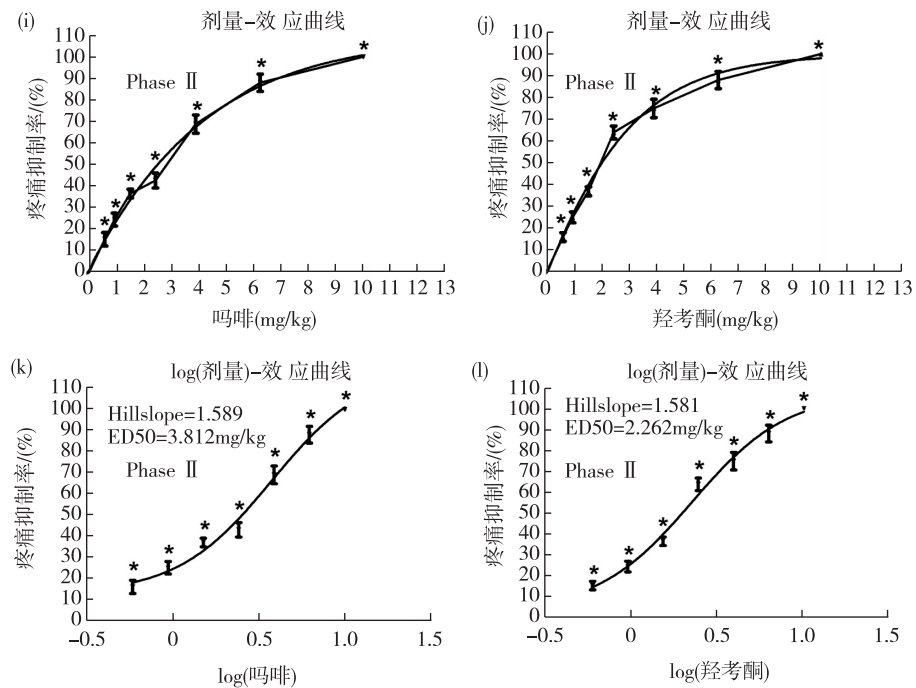 (i)
剂量-效 应曲线
110
100
90
80
70
60
50
40
30
20
10
0
疼痛抑制率/(%)
Phase Ⅱ
* * * * * * *
0 1 2 3 4 5 6 7 8 9 10 11 12 13
吗啡(mg/kg)
(j)
剂量-效 应曲线
110
100
90
80
70
60
50
40
30
20
10
0
疼痛抑制率/(%)
Phase Ⅱ
* * * * * * *
0 1 2 3 4 5 6 7 8 9 10 11 12 13
羟考酮(mg/kg)
(k)
log(剂量)-效 应曲线
110
100
90
80
70
60
50
40
30
20
10
0
疼痛抑制率/(%)
Hillslope=1.589
ED50=3.812mg/kg
Phase Ⅱ
* * * * * * *
-0.5 0 0.5 1.0 1.5
log(吗啡)
(l)
log(剂量)-效 应曲线
110
100
90
80
70
60
50
40
30
20
10
0
疼痛抑制率/(%)
Hillslope=1.581
ED50=2.262mg/kg
Phase Ⅱ
* * * * * * *
-0.5 0 0.5 1.0 1.5
log(羟考酮)